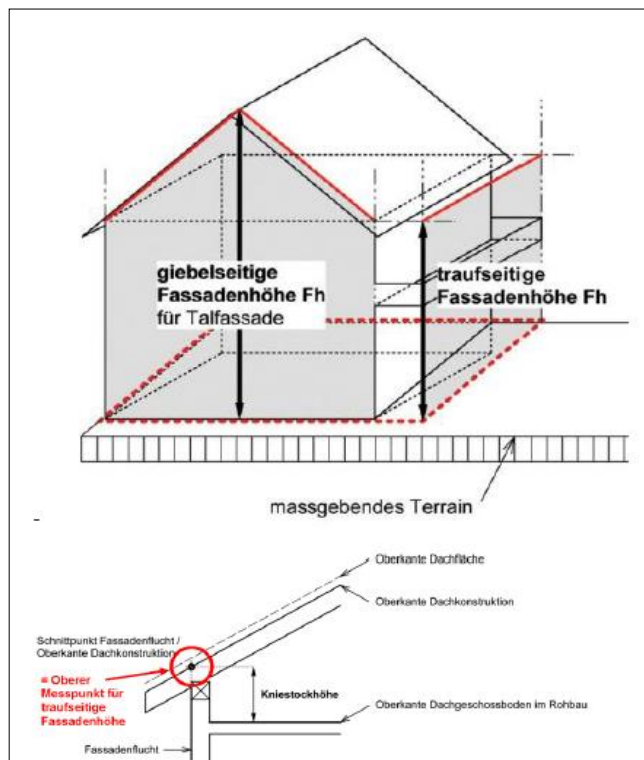 giebelseitige
Fassadenhöhe Fh
für Talfassade
traufseitige
Fassadenhöhe Fh
massgebendes Terrain
Oberkante Dachfläche
Oberkante Dachkonstruktion
Schnittpunkt Fassadenflucht /
Oberkante Dachkonstruktion
= Oberer
Messpunkt für
traufseitige
Fassadenhöhe
Kniestockhöhe
Oberkante Dachgeschossboden im Rohbau
Fassadenflucht